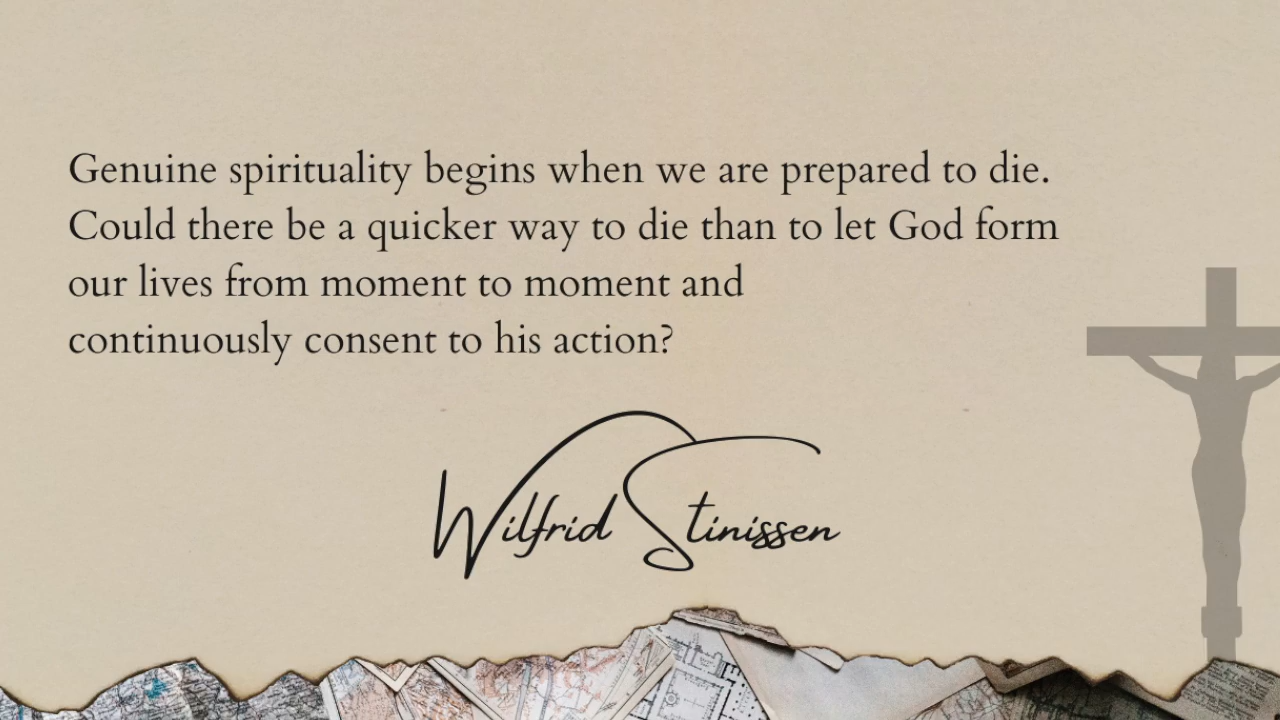 Genuine spirituality begins when we are prepared to die.
Could there be a quicker way to die than to let God form
our lives from moment to moment and
continuously consent to his action?
Wilfrid Stinissen